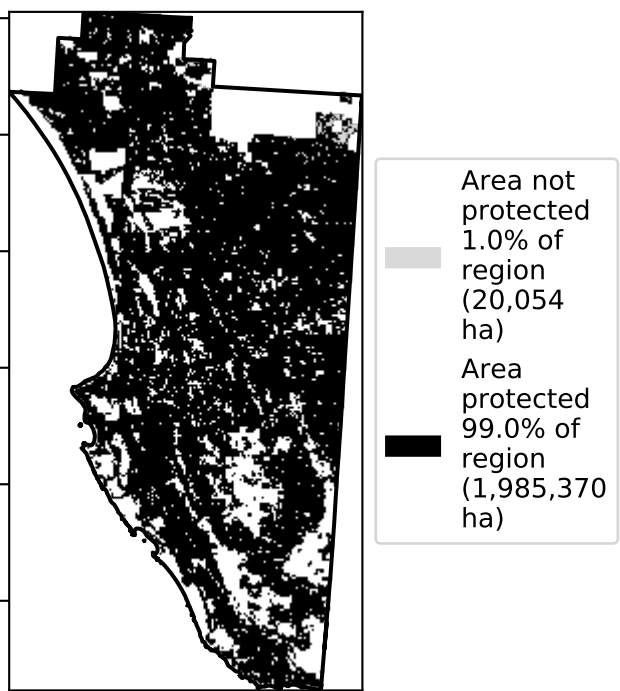 Area not
protected
1.0% of
region
(20,054
ha)
Area
protected
99.0% of
region
(1,985,370
ha)